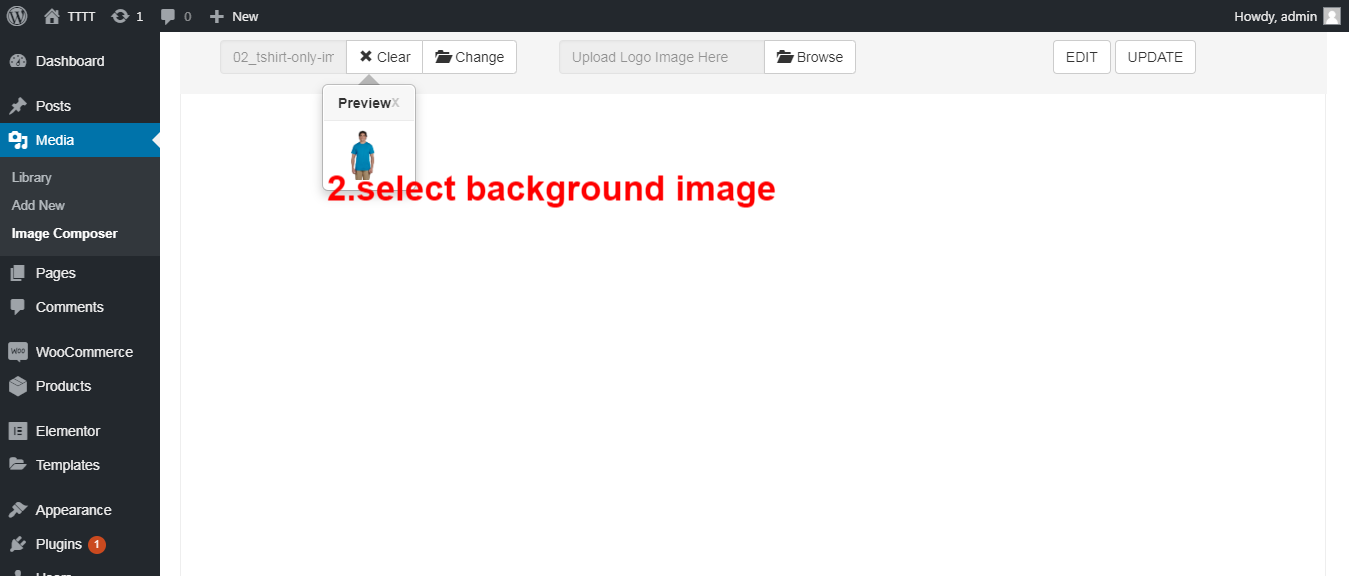 TTTT 1 0 New Howdy, admin
Dashboard
Posts
Media
Library
Add New
Image Composer
Pages
Comments
WooCommerce
Products
Elementor
Templates
Appearance
Plugins 1
Users
02_tshirt-only-im Clear Change Upload Logo Image Here Browse EDIT UPDATE
Preview X
2.select background image